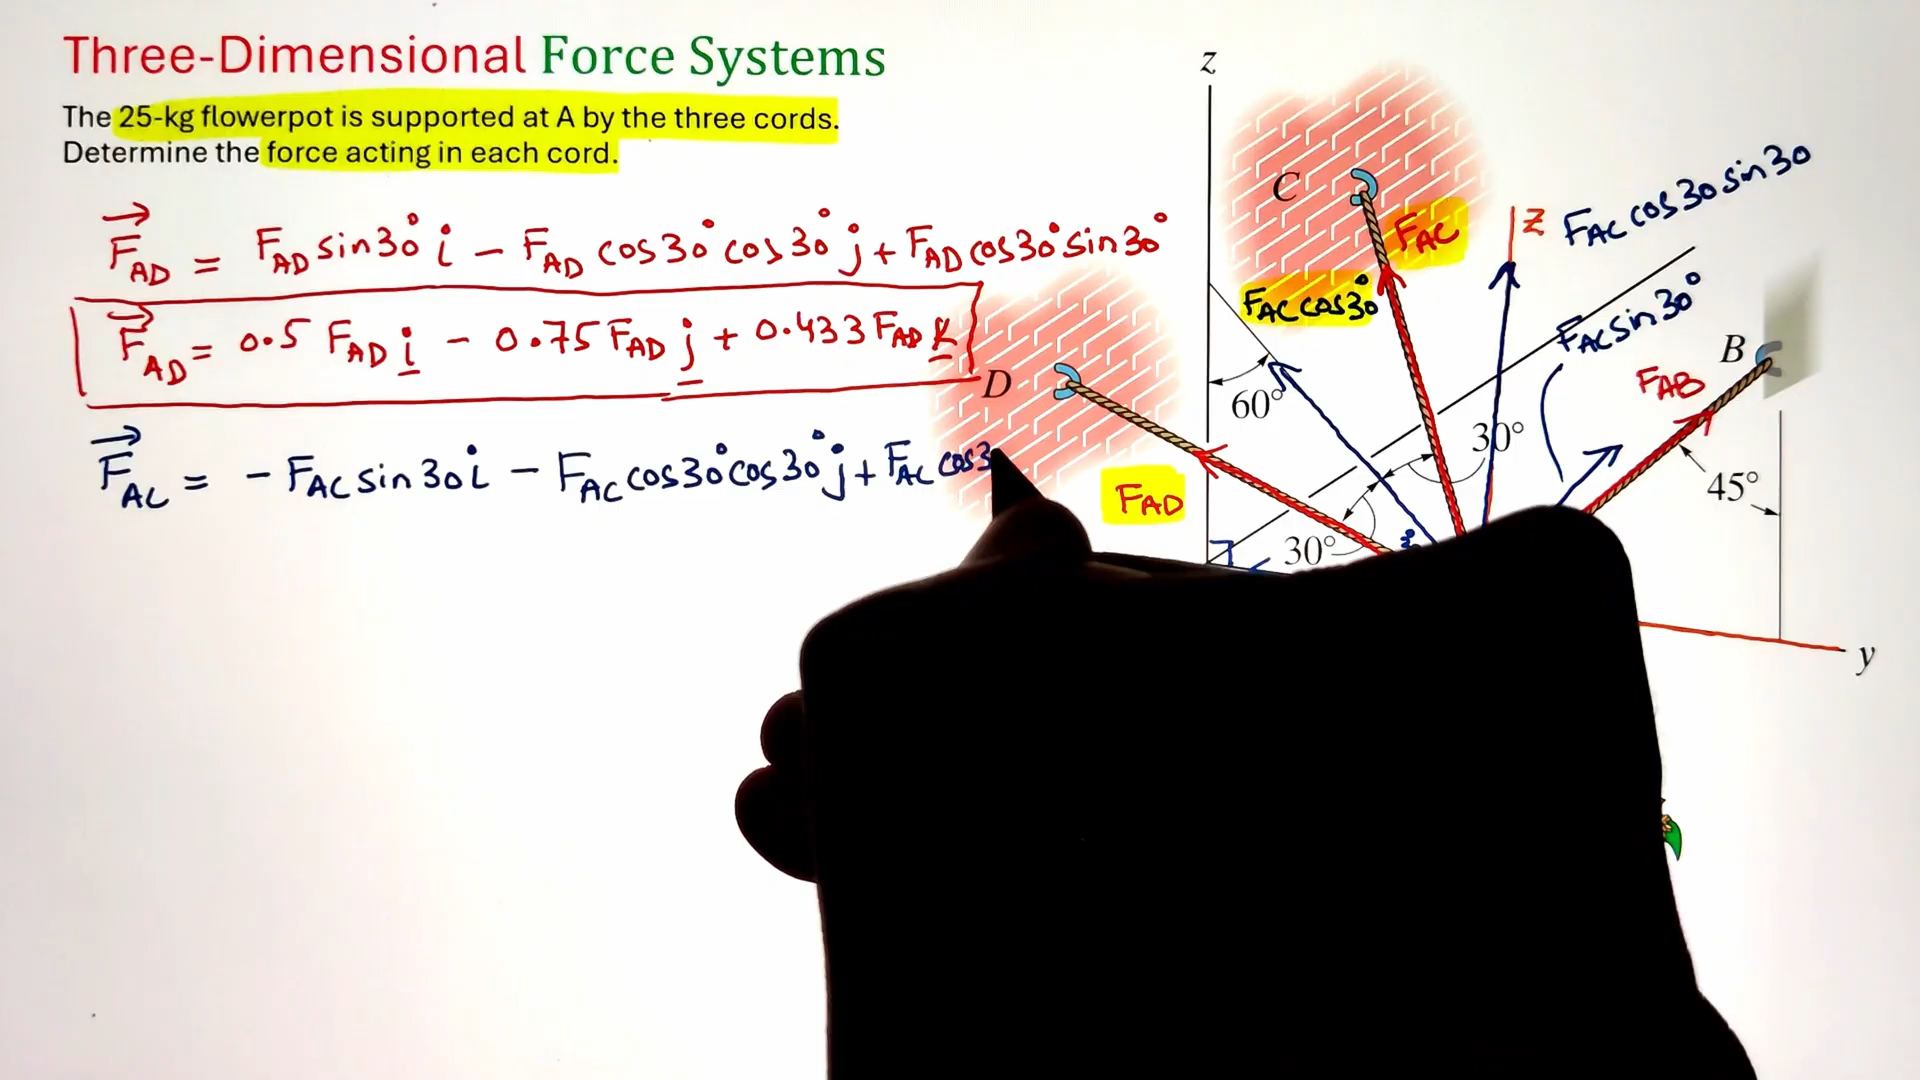 Three-Dimensional Force Systems
The 25-kg flowerpot is supported at A by the three cords.
Determine the force acting in each cord.
F⃗AD = FAD sin30° i − FAD cos30° cos30° j + FAD cos30° sin30°
F⃗AD = 0.5 FAD i − 0.75 FAD j + 0.433 FAD k
F⃗AC = − FAC sin30 i − FAC cos30° cos30° j + FAC cos3
z
C
FAC
FAC cos30°
z
FAC cos30 sin30
FAC sin30°
B
FAB
D
60°
30°
45°
FAD
30°
y